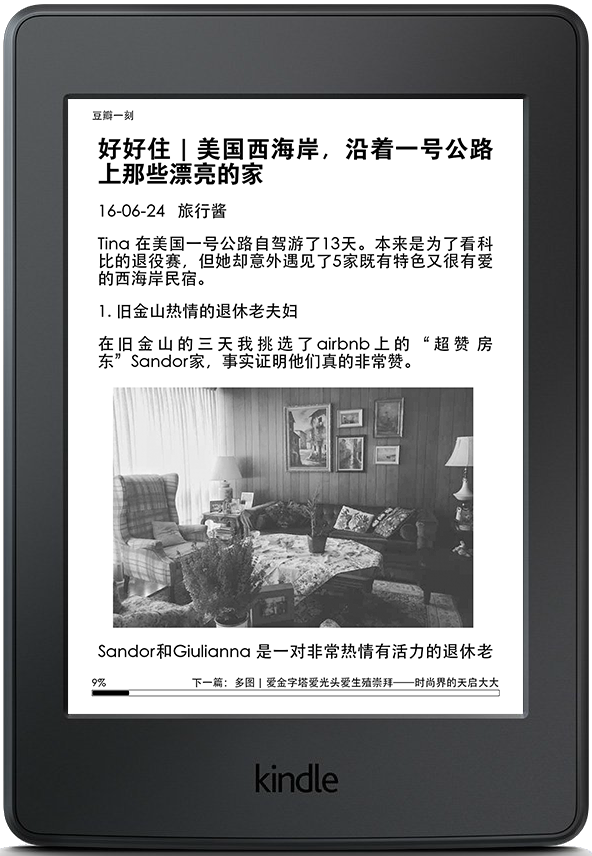 豆瓣一刻
好好住 | 美国西海岸，沿着一号公路
上那些漂亮的家
16-06-24 旅行酱
Tina 在美国一号公路自驾游了13天。本来是为了看科
比的退役赛，但她却意外遇见了5家既有特色又很有爱
的西海岸民宿。
1. 旧金山热情的退休老夫妇
在旧金山的三天我挑选了airbnb上的“超赞房
东”Sandor家，事实证明他们真的非常赞。
Sandor和Giulianna 是一对非常热情有活力的退休老
9% 下一篇：多图 | 爱金字塔爱光头爱生殖崇拜——时尚界的天启大大
kindle